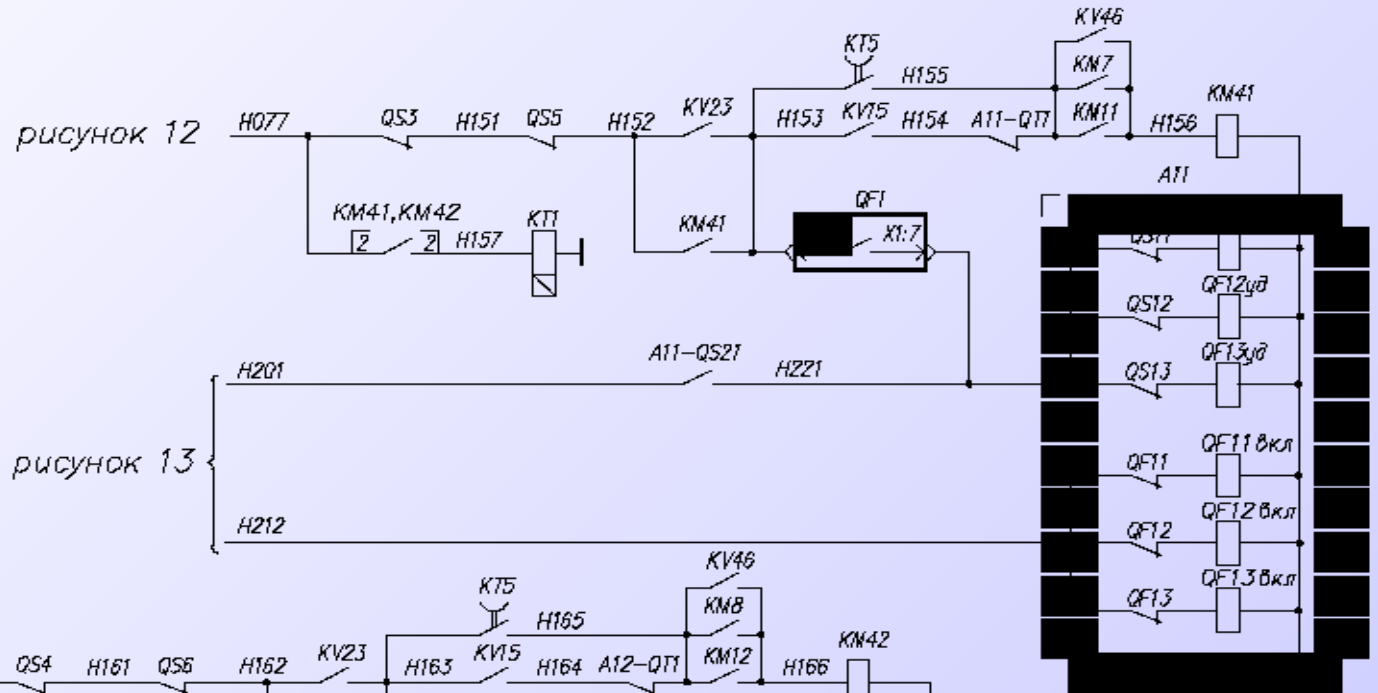 KV46
KT5
H155
KM7
KM41
рисунок 12
H077
QS3
H151
QS5
H152
KV23
H153
KV15
H154
A11-QT1
KM11
H156
A11
KM41,KM42
2
2
H157
KT1
KM41
QF1
X1:7
QS11
QF12уд
QS12
A11-QS21
QF13уд
H201
H221
QS13
рисунок 13
QF11 вкл
QF11
H212
QF12 вкл
QF12
KV46
KT5
H165
KM8
QF13 вкл
QF13
KM42
QS4
H161
QS6
H162
KV23
H163
KV15
H164
A12-QT1
KM12
H166